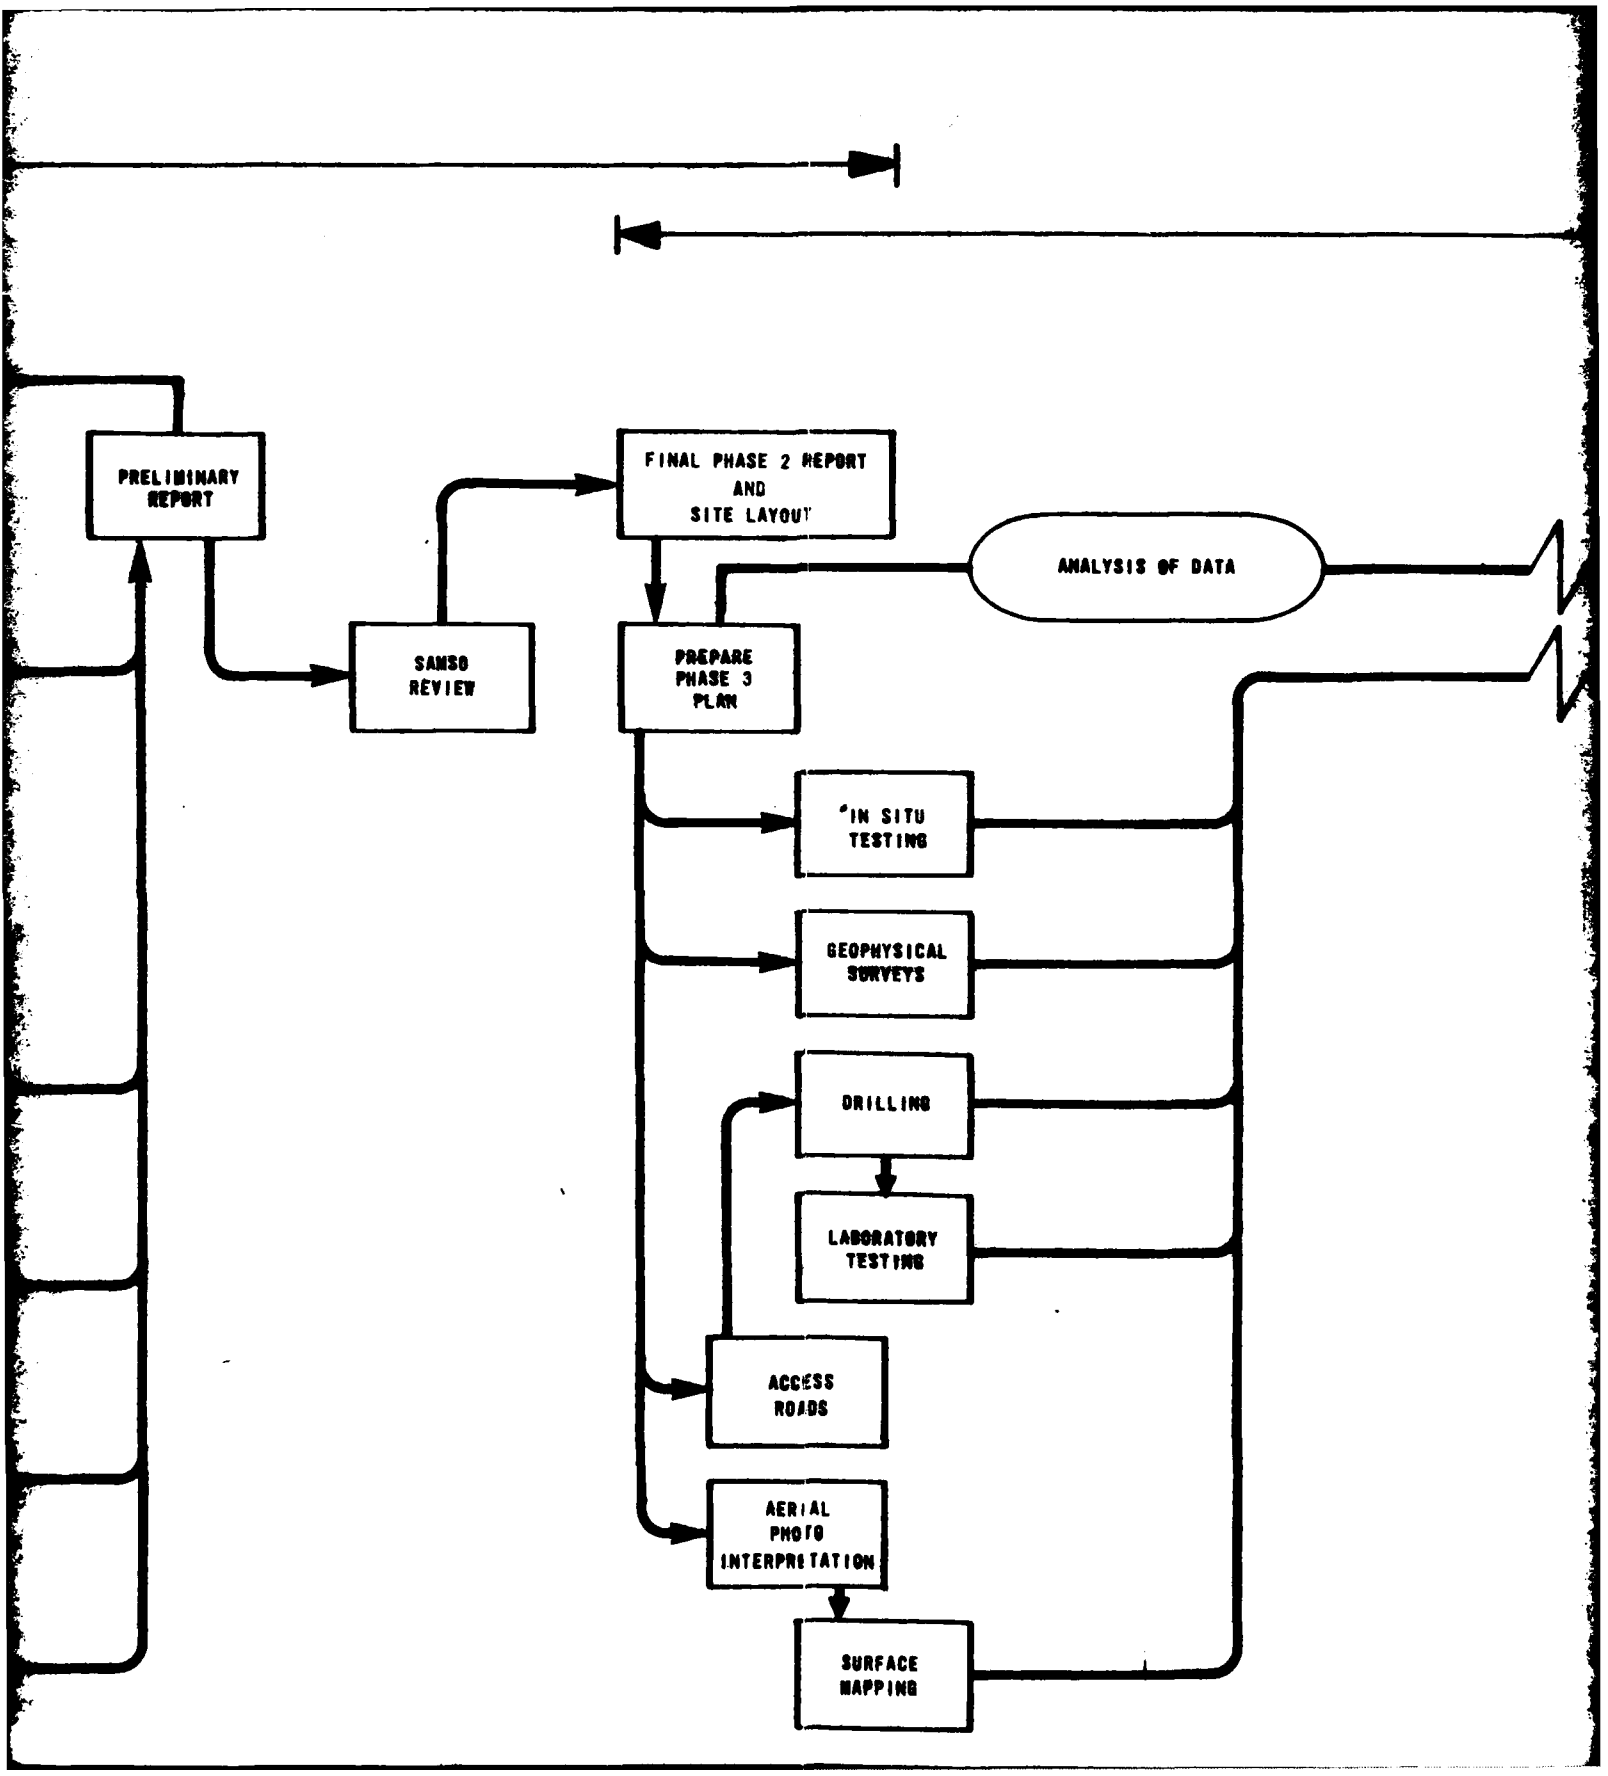 PRELIMINARY
REPORT
SAMSO
REVIEW
FINAL PHASE 2 REPORT
AND
SITE LAYOUT
PREPARE
PHASE 3
PLAN
ANALYSIS OF DATA
IN SITU
TESTING
GEOPHYSICAL
SURVEYS
DRILLING
LABORATORY
TESTING
ACCESS
ROADS
AERIAL
PHOTO
INTERPRETATION
SURFACE
MAPPING